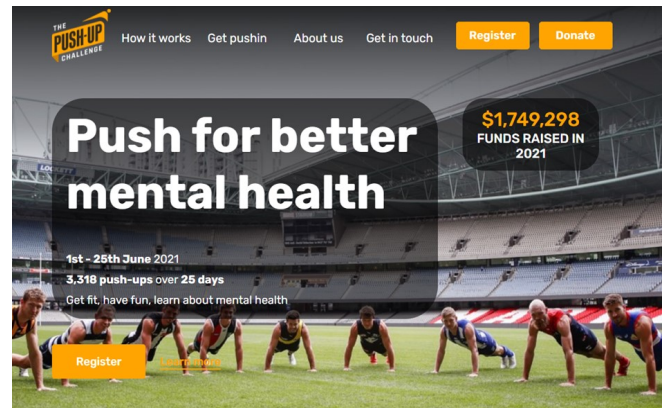 THE
PUSH-UP
CHALLENGE
How it works Get pushin About us Get in touch Register Donate
$1,749,298
FUNDS RAISED IN
2021
Push for better
mental health
1st - 25th June 2021
3,318 push-ups over 25 days
Get fit, have fun, learn about mental health
Register